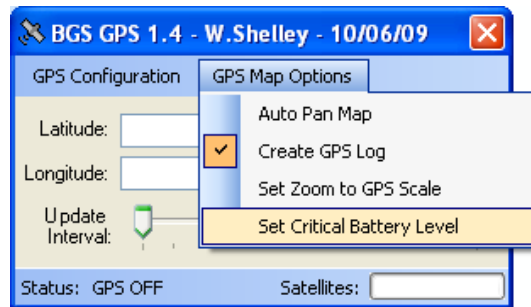 BGS GPS 1.4 - W.Shelley - 10/06/09
GPS Configuration GPS Map Options
Auto Pan Map
Latitude:
Create GPS Log
Longitude:
Set Zoom to GPS Scale
Update
Interval:
Set Critical Battery Level
Status: GPS OFF Satellites: